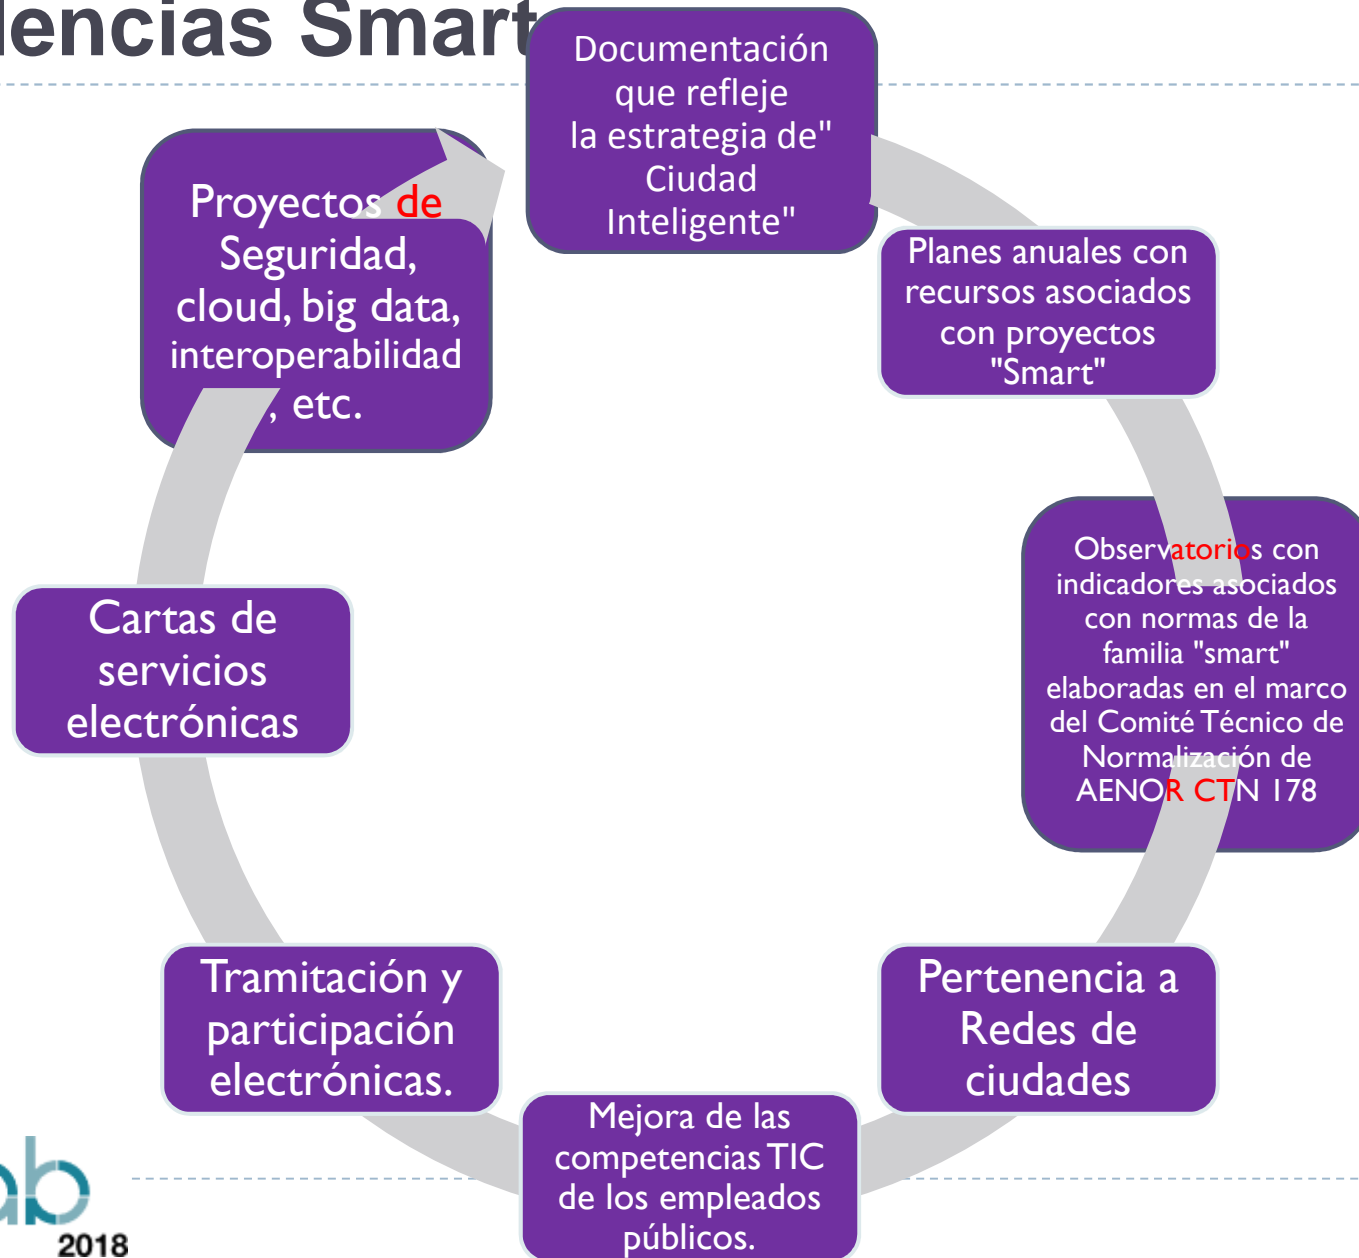 dencias Smart
Documentación
que refleje
la estrategia de"
Ciudad
Inteligente"
Planes anuales con
recursos asociados
con proyectos
"Smart"
Observatorios con
indicadores asociados
con normas de la
familia "smart"
elaboradas en el marco
del Comité Técnico de
Normalización de
AENOR CTN 178
Pertenencia a
Redes de
ciudades
Mejora de las
competencias TIC
de los empleados
públicos.
Tramitación y
participación
electrónicas.
Cartas de
servicios
electrónicas
Proyectos de
Seguridad,
cloud, big data,
interoperabilidad
, etc.
ab
2018